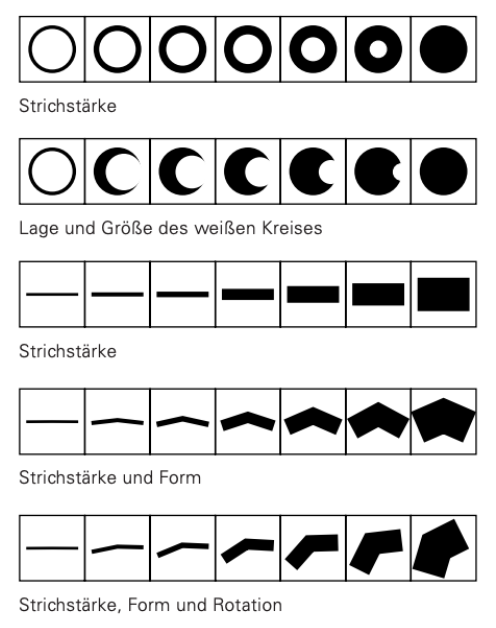 Strichstärke
Lage und Größe des weißen Kreises
Strichstärke
Strichstärke und Form
Strichstärke, Form und Rotation